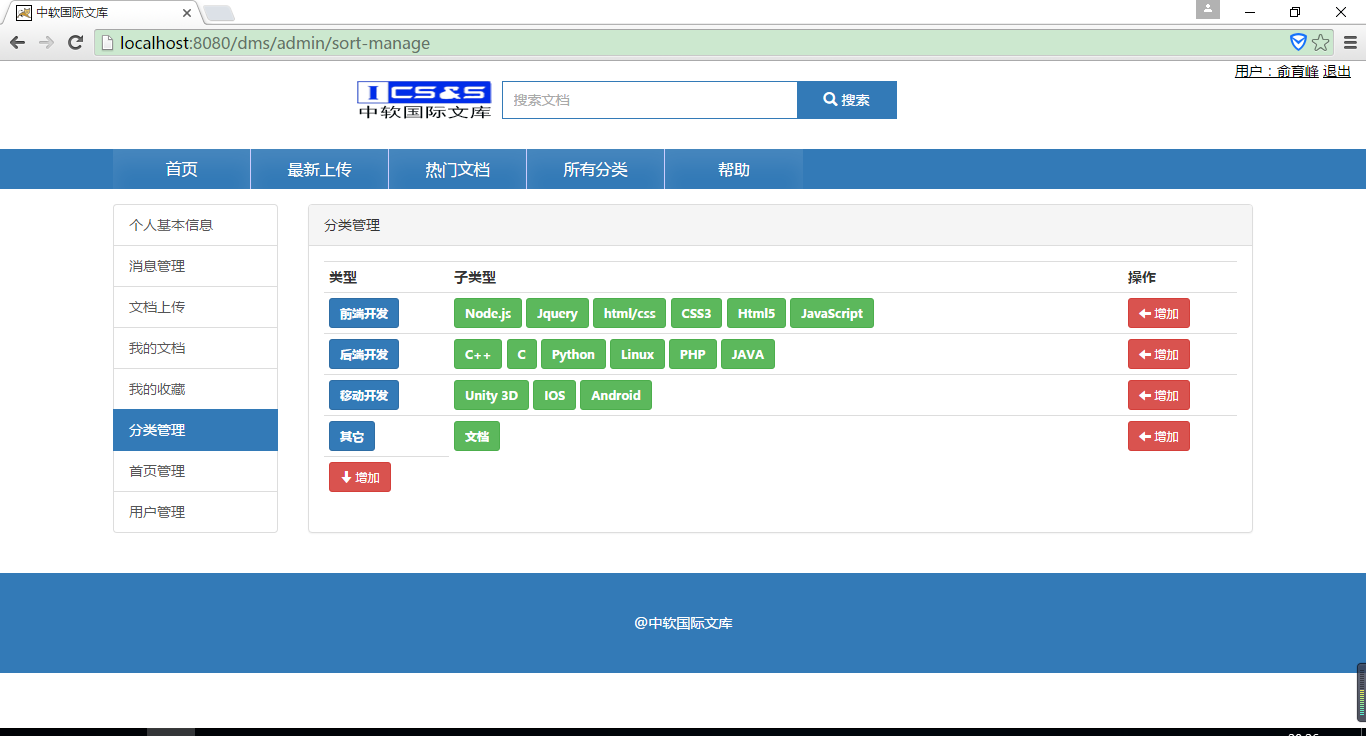 中软国际文库
localhost:8080/dms/admin/sort-manage
用户：俞育峰 退出
ICS&S
中软国际文库
搜索文档
搜索
首页 最新上传 热门文档 所有分类 帮助
个人基本信息
消息管理
文档上传
我的文档
我的收藏
分类管理
首页管理
用户管理
分类管理
类型 子类型 操作
前端开发 Node.js Jquery html/css CSS3 Html5 JavaScript 增加
后端开发 C++ C Python Linux PHP JAVA 增加
移动开发 Unity 3D IOS Android 增加
其它 文档 增加
增加
@中软国际文库